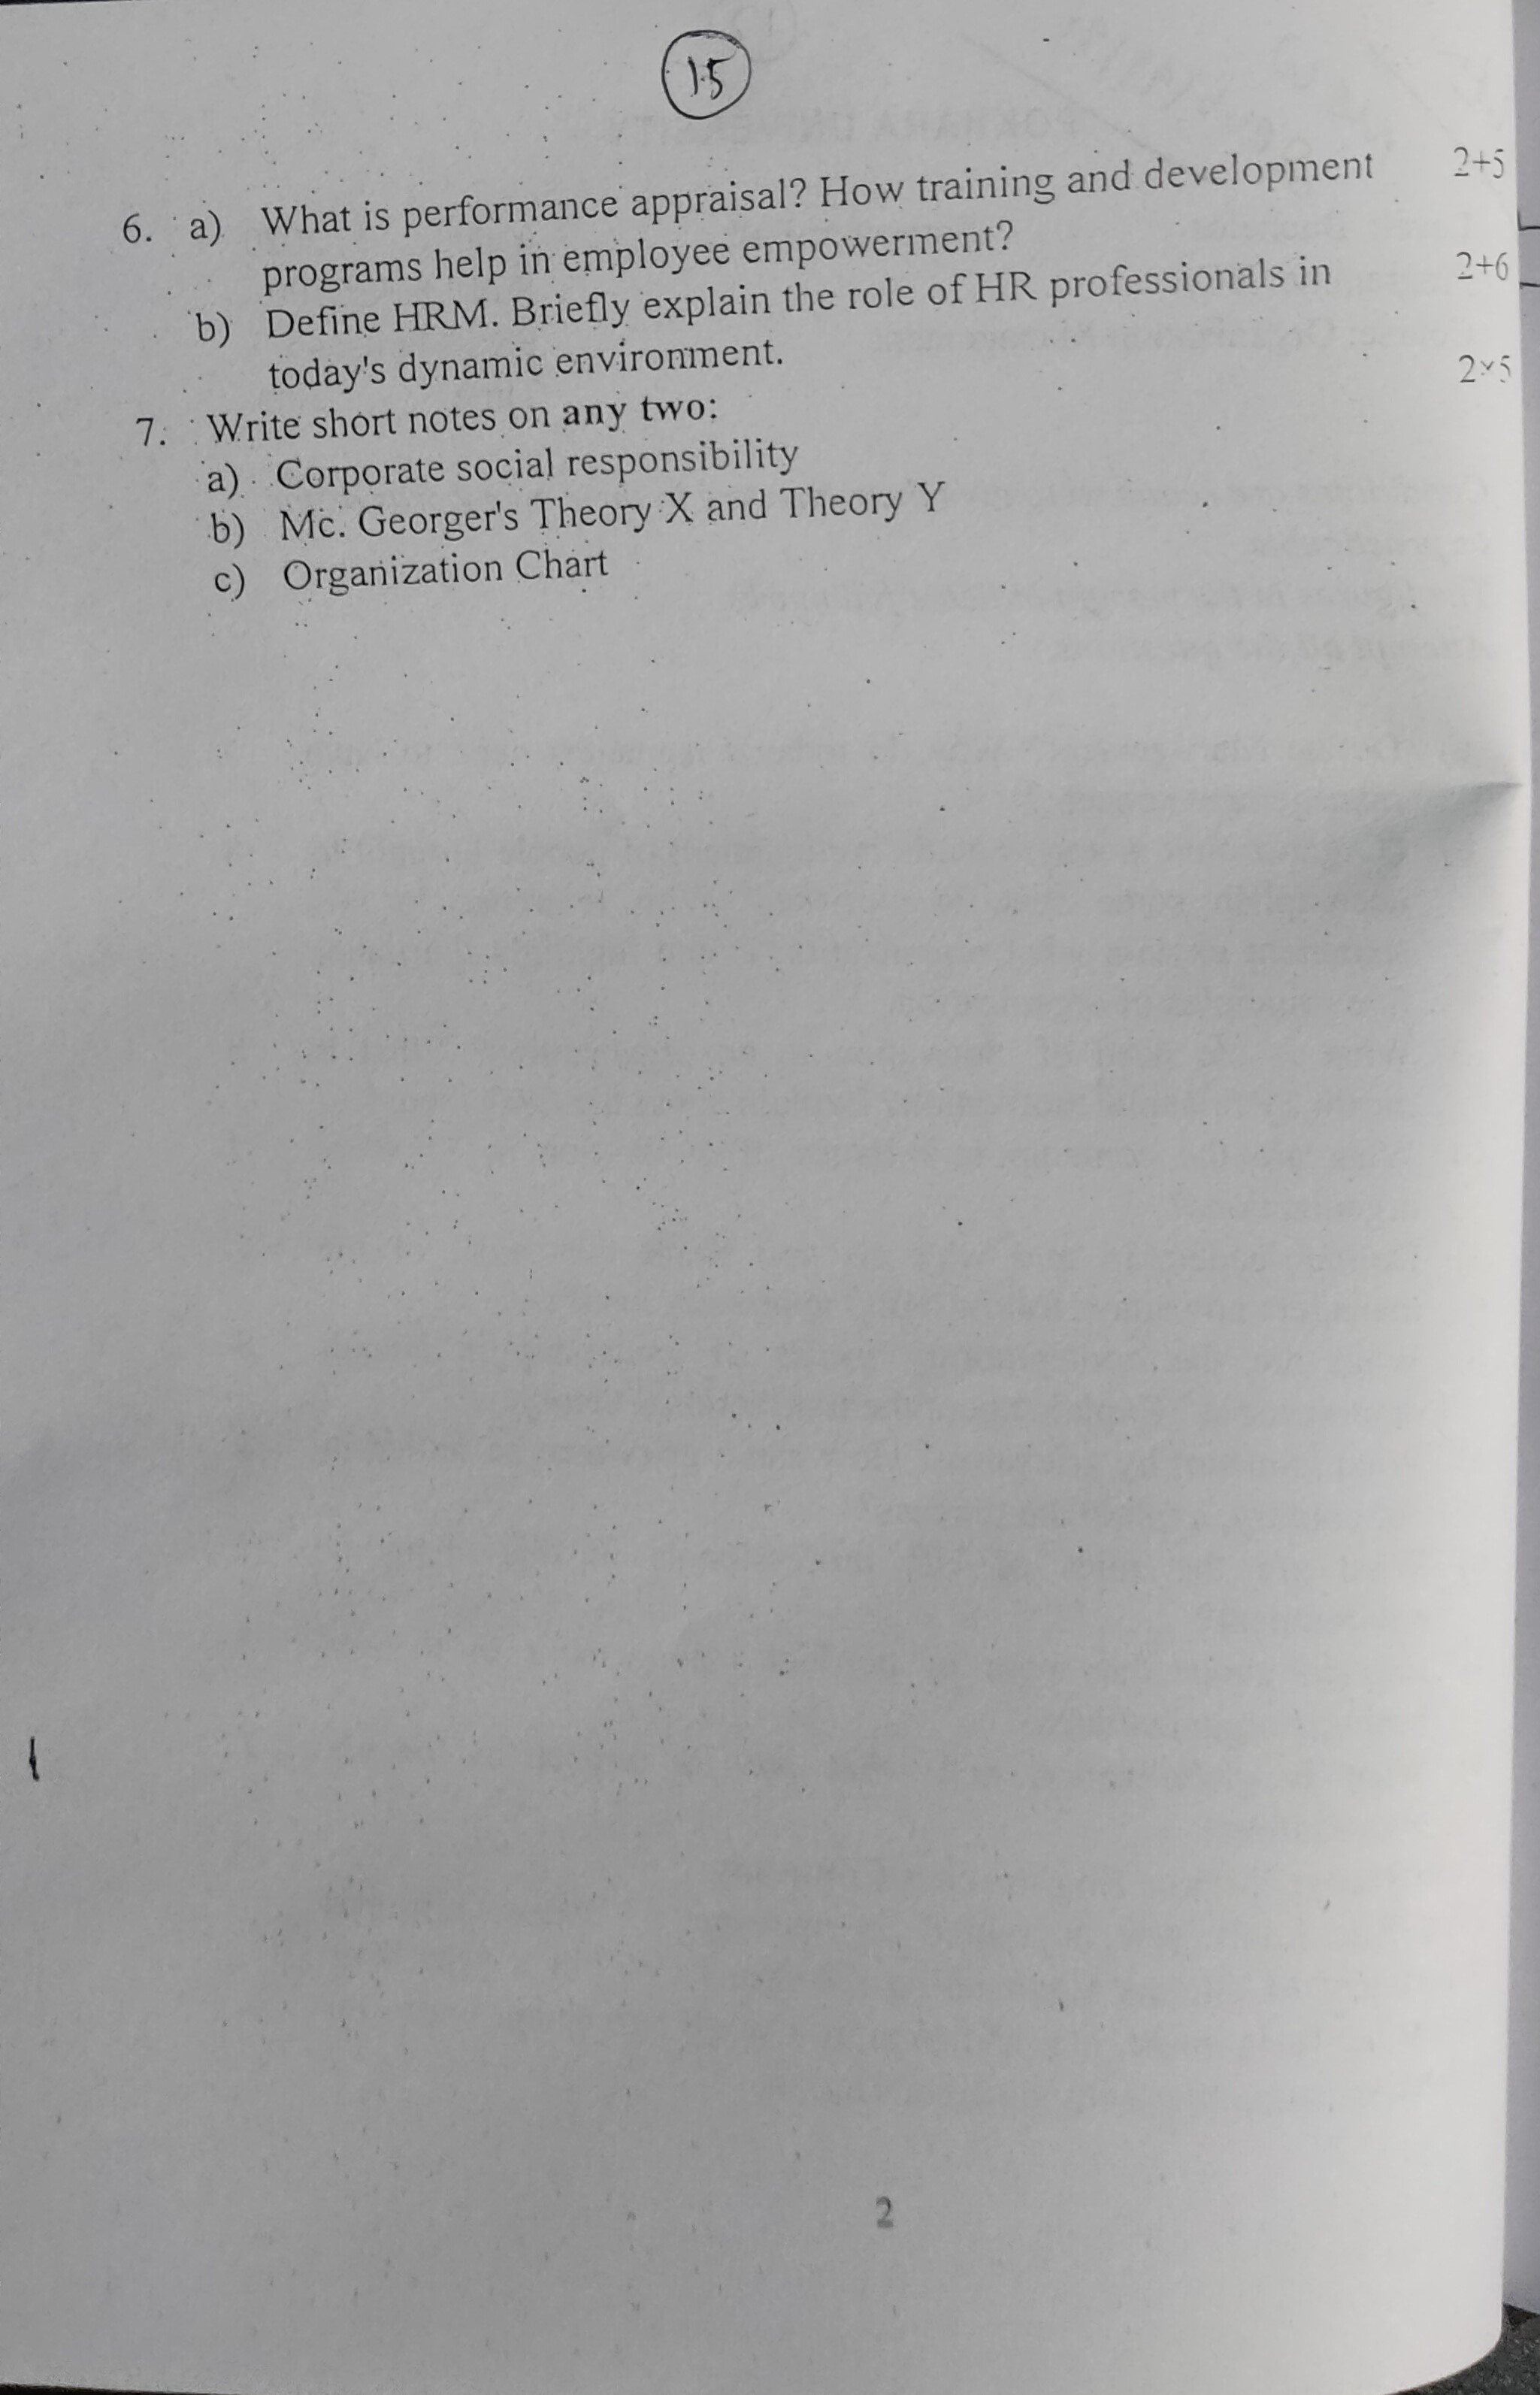 15
6. a) What is performance appraisal? How training and development 2+5
programs help in employee empowerment?
b) Define HRM. Briefly explain the role of HR professionals in 2+6
today's dynamic environment.
7. Write short notes on any two: 2×5
a) Corporate social responsibility
b) Mc. Georger's Theory X and Theory Y
c) Organization Chart
2